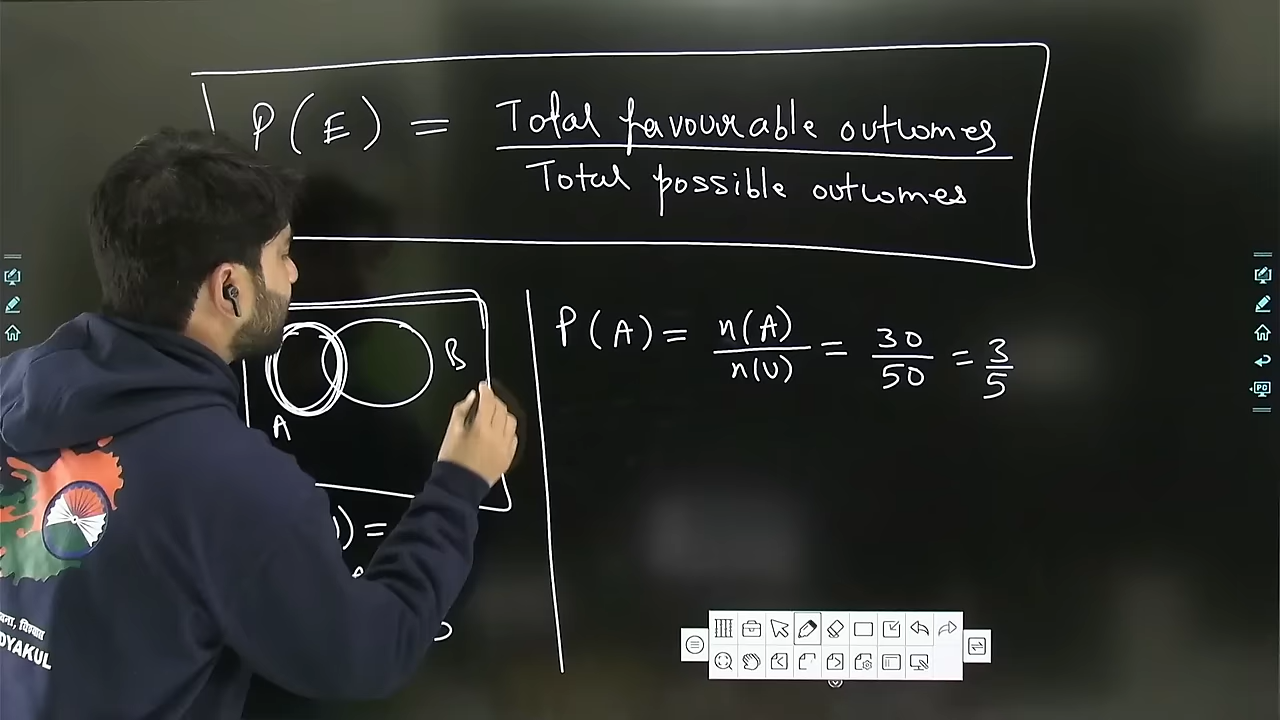 P(E) = Total favourable outcomes
Total possible outcomes
B
A
P(A) = n(A) / n(U) = 30 / 50 = 3 / 5
) =